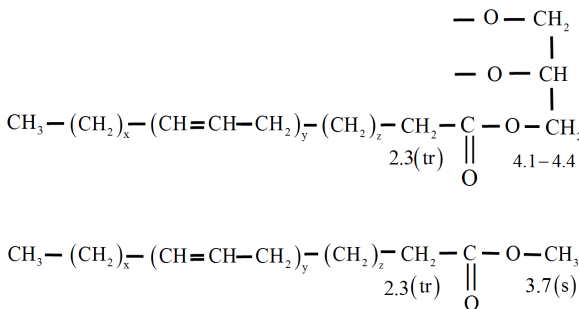 — O — CH₂
— O — CH
CH₃—(CH₂)ₓ—(CH=CH—CH₂)ᵧ—(CH₂)z—CH₂—C—O—CH₂
2.3(tr) O 4.1–4.4
CH₃—(CH₂)ₓ—(CH=CH—CH₂)ᵧ—(CH₂)z—CH₂—C—O—CH₃
2.3(tr) O 3.7(s)